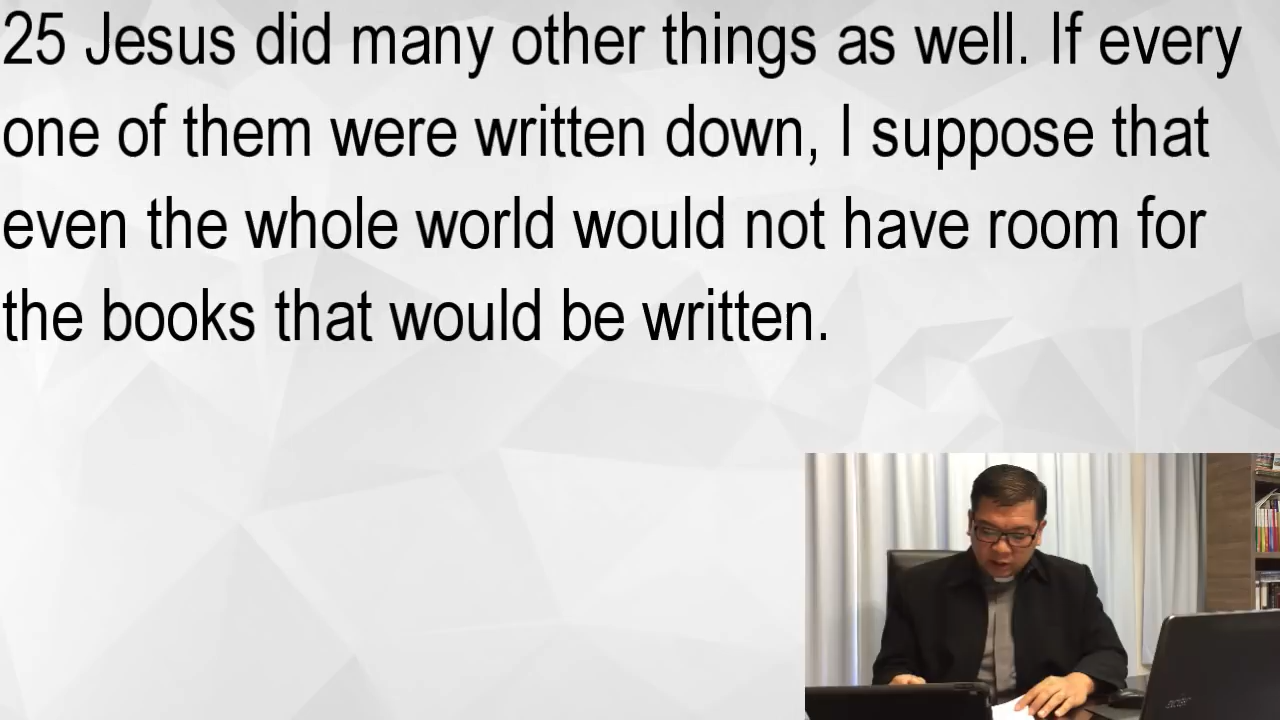 25 Jesus did many other things as well. If every
one of them were written down, I suppose that
even the whole world would not have room for
the books that would be written.